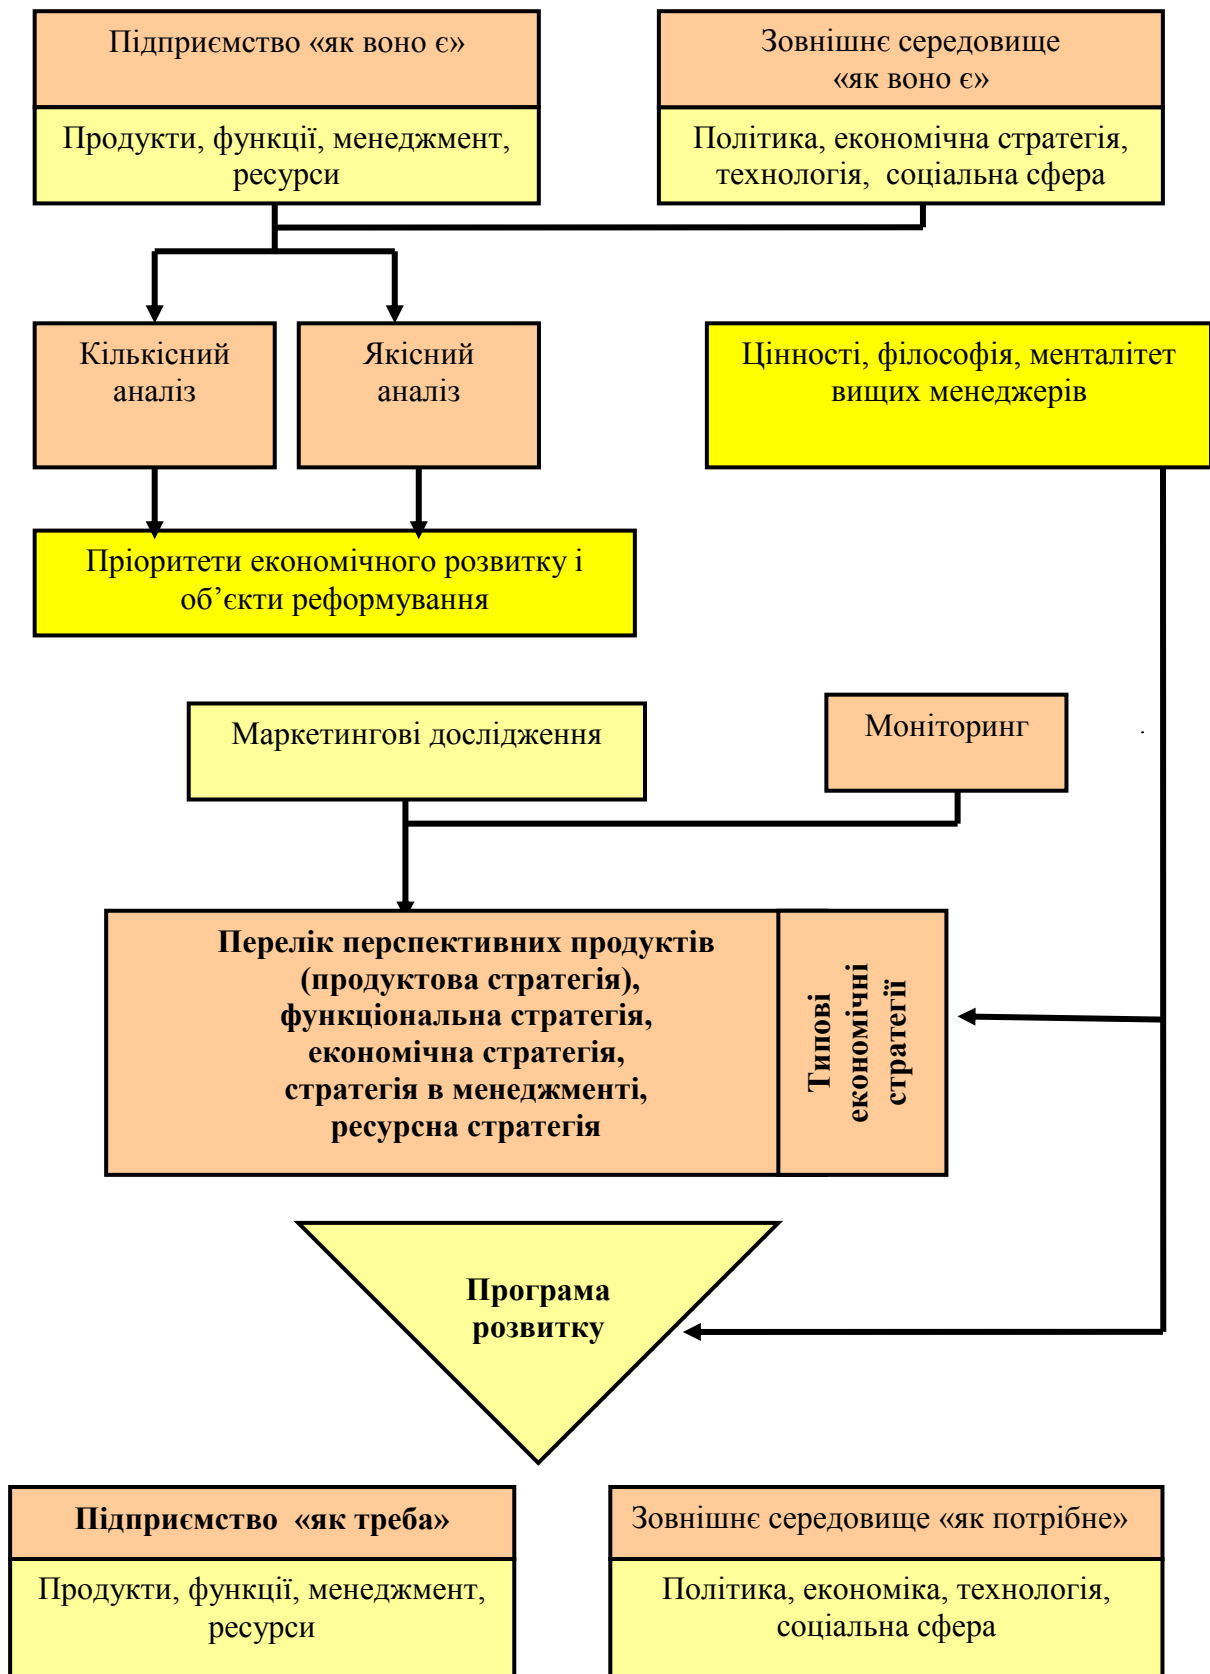 Підприємство «як воно є»
Зовнішнє середовище
«як воно є»
Продукти, функції, менеджмент,
ресурси
Політика, економічна стратегія,
технологія, соціальна сфера
Кількісний
аналіз
Якісний
аналіз
Цінності, філософія, менталітет
вищих менеджерів
Пріоритети економічного розвитку і
об’єкти реформування
Маркетингові дослідження
Моніторинг
Перелік перспективних продуктів
(продуктова стратегія),
функціональна стратегія,
економічна стратегія,
стратегія в менеджменті,
ресурсна стратегія
Типові
економічні
стратегії
Програма
розвитку
Підприємство «як треба»
Зовнішнє середовище «як потрібне»
Продукти, функції, менеджмент,
ресурси
Політика, економіка, технологія,
соціальна сфера